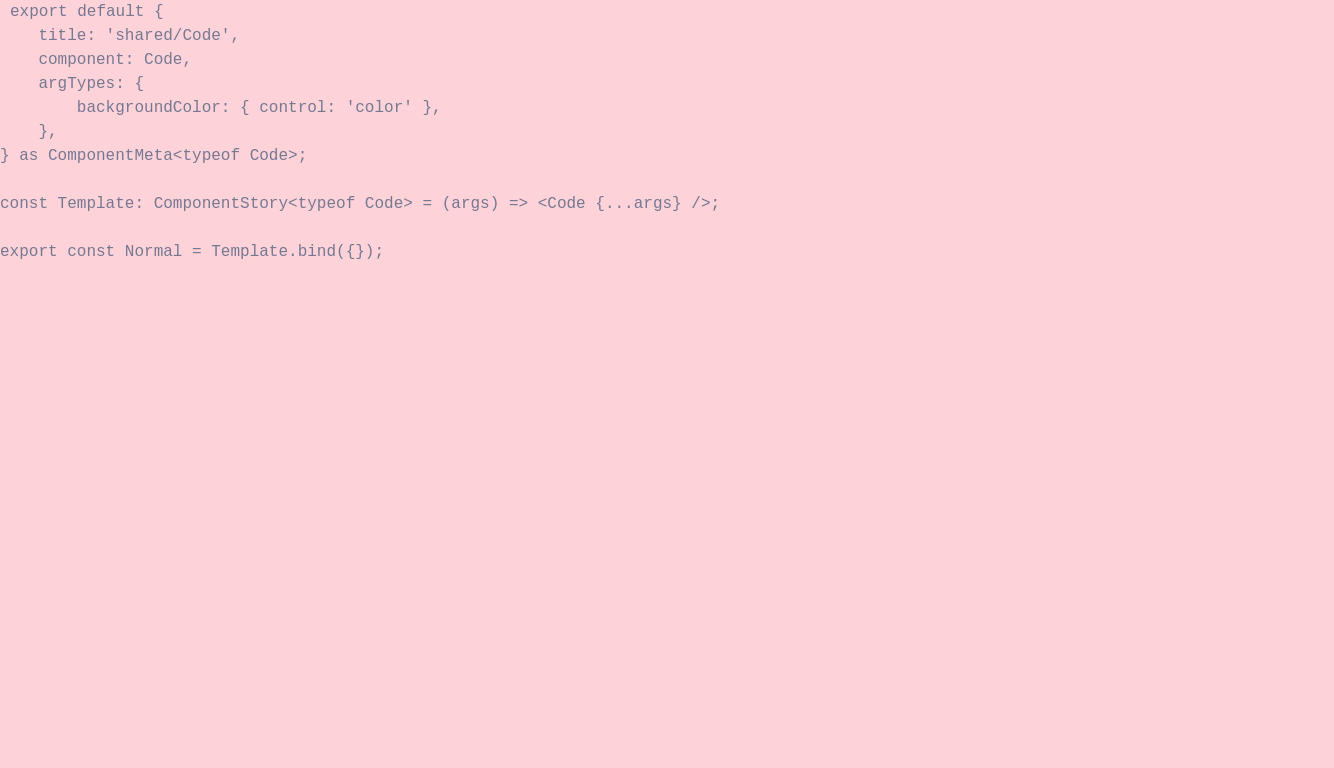 export default {
    title: 'shared/Code',
    component: Code,
    argTypes: {
        backgroundColor: { control: 'color' },
    },
} as ComponentMeta<typeof Code>;

const Template: ComponentStory<typeof Code> = (args) => <Code {...args} />;

export const Normal = Template.bind({});